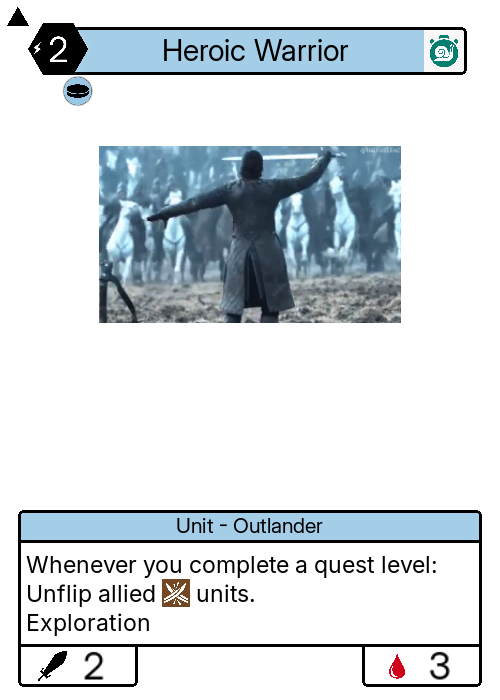 2
Heroic Warrior
Unit - Outlander
Whenever you complete a quest level:
Unflip allied units.
Exploration
2
3